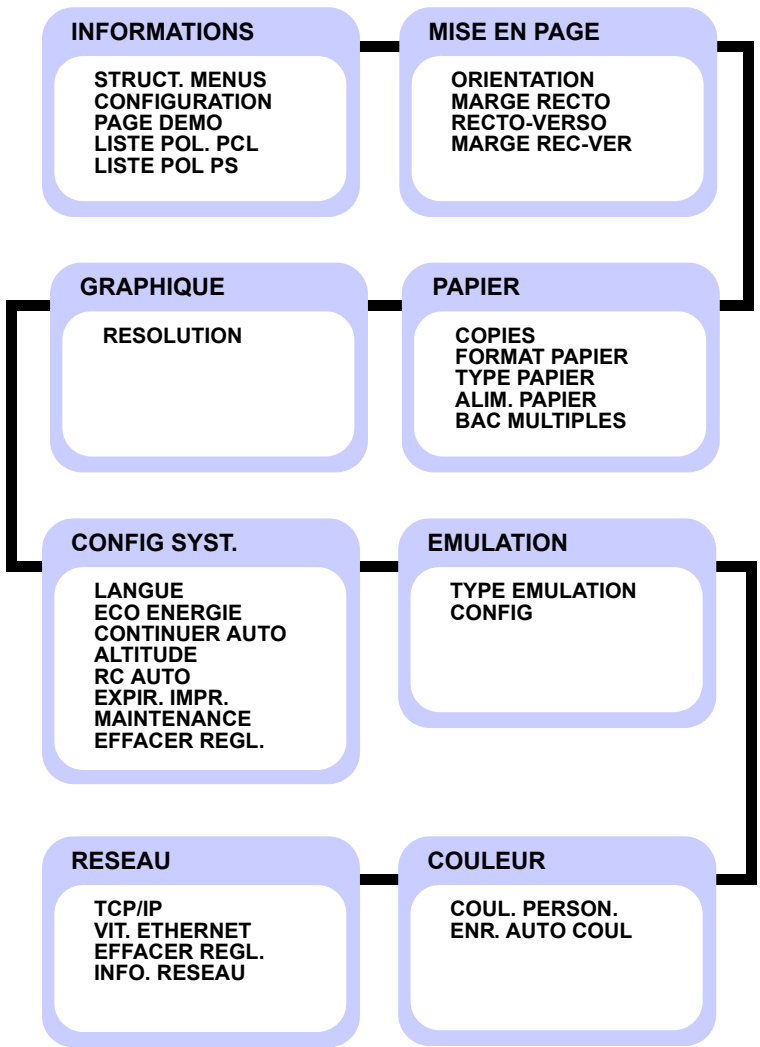 INFORMATIONS
STRUCT. MENUS
CONFIGURATION
PAGE DEMO
LISTE POL. PCL
LISTE POL PS
MISE EN PAGE
ORIENTATION
MARGE RECTO
RECTO-VERSO
MARGE REC-VER
GRAPHIQUE
RESOLUTION
PAPIER
COPIES
FORMAT PAPIER
TYPE PAPIER
ALIM. PAPIER
BAC MULTIPLES
CONFIG SYST.
LANGUE
ECO ENERGIE
CONTINUER AUTO
ALTITUDE
RC AUTO
EXPIR. IMPR.
MAINTENANCE
EFFACER REGL.
EMULATION
TYPE EMULATION
CONFIG
RESEAU
TCP/IP
VIT. ETHERNET
EFFACER REGL.
INFO. RESEAU
COULEUR
COUL. PERSON.
ENR. AUTO COUL